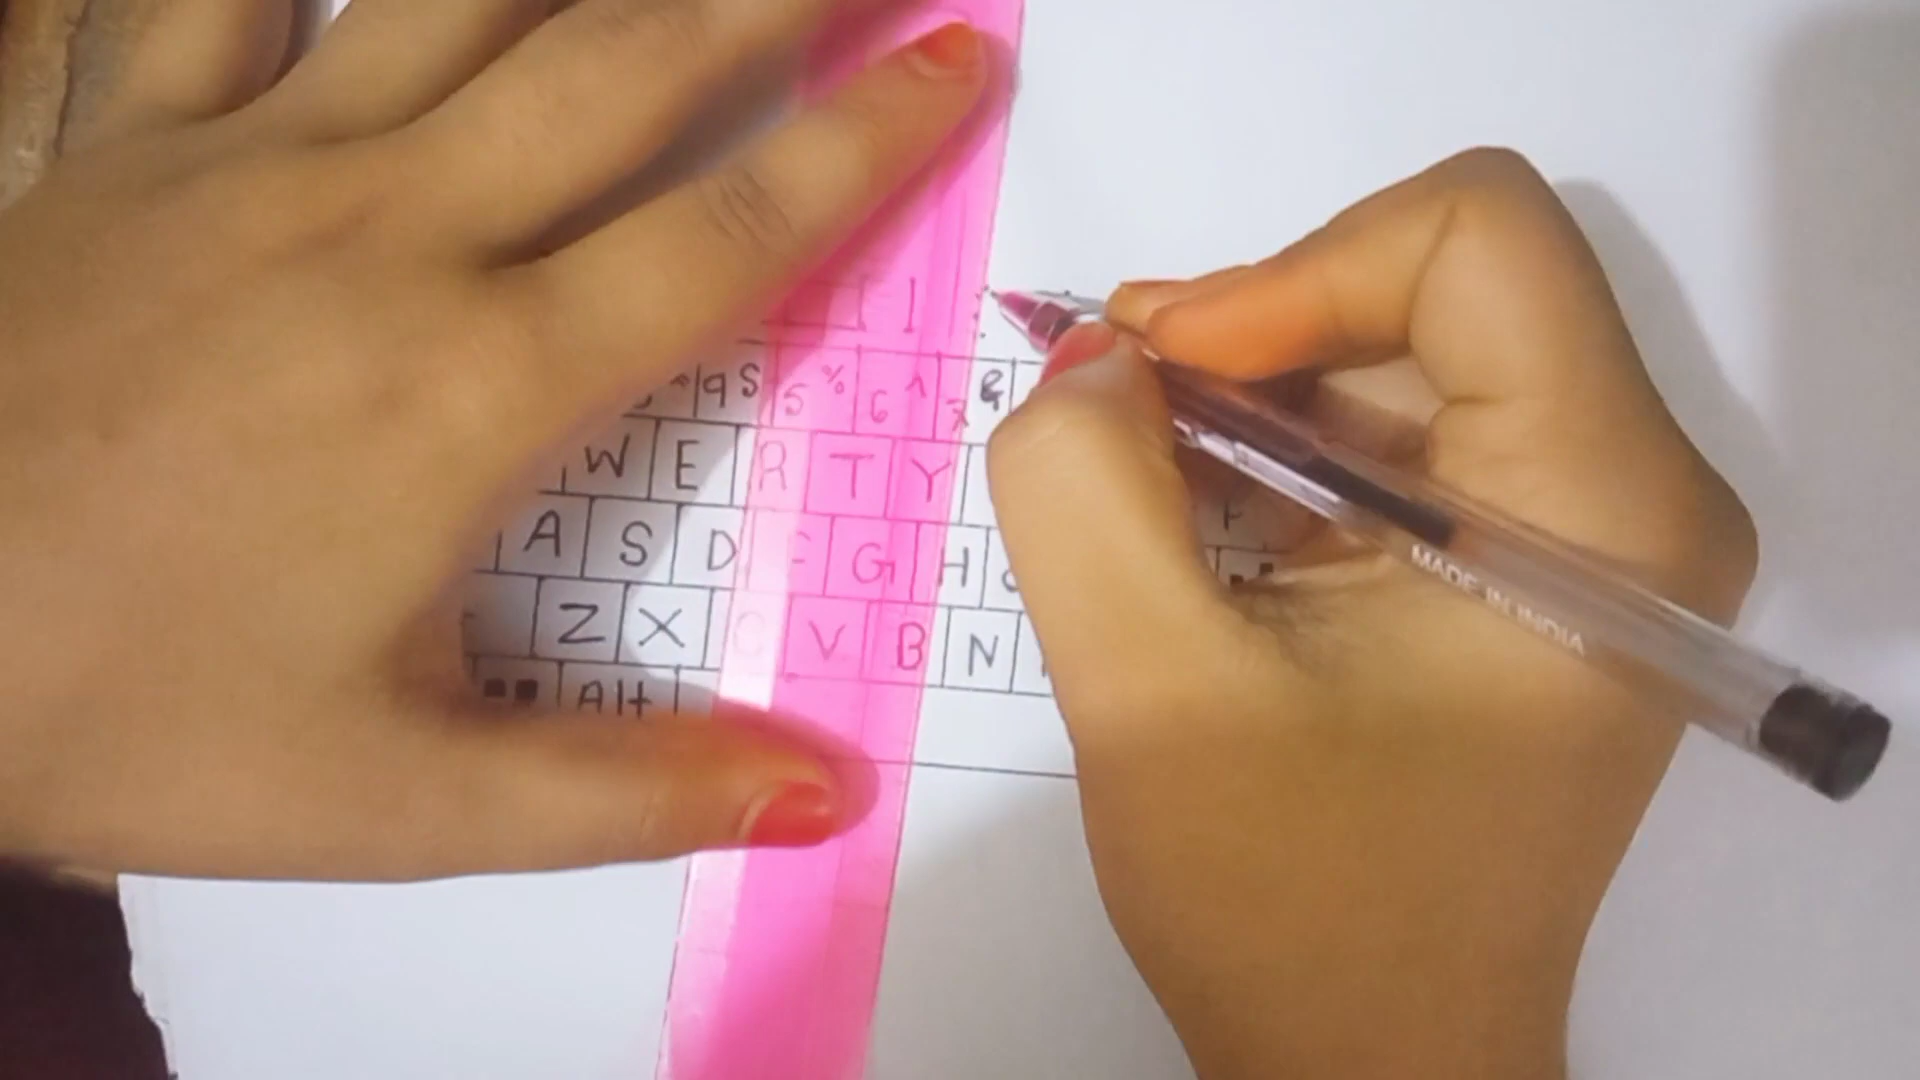 9 $ 5 % 6 ^ 7 &
W E R T Y
A S D F G H
Z X C V B N
Alt
MADE IN INDIA